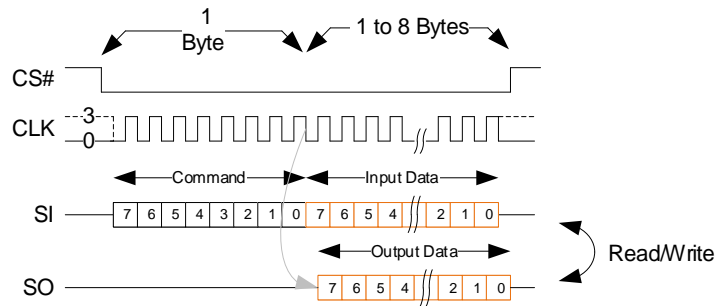 1
Byte
1 to 8 Bytes
CS#
CLK
3
0
Command
Input Data
SI
7 6 5 4 3 2 1 0 7 6 5 4 2 1 0
Output Data
Read/Write
SO
7 6 5 4 2 1 0